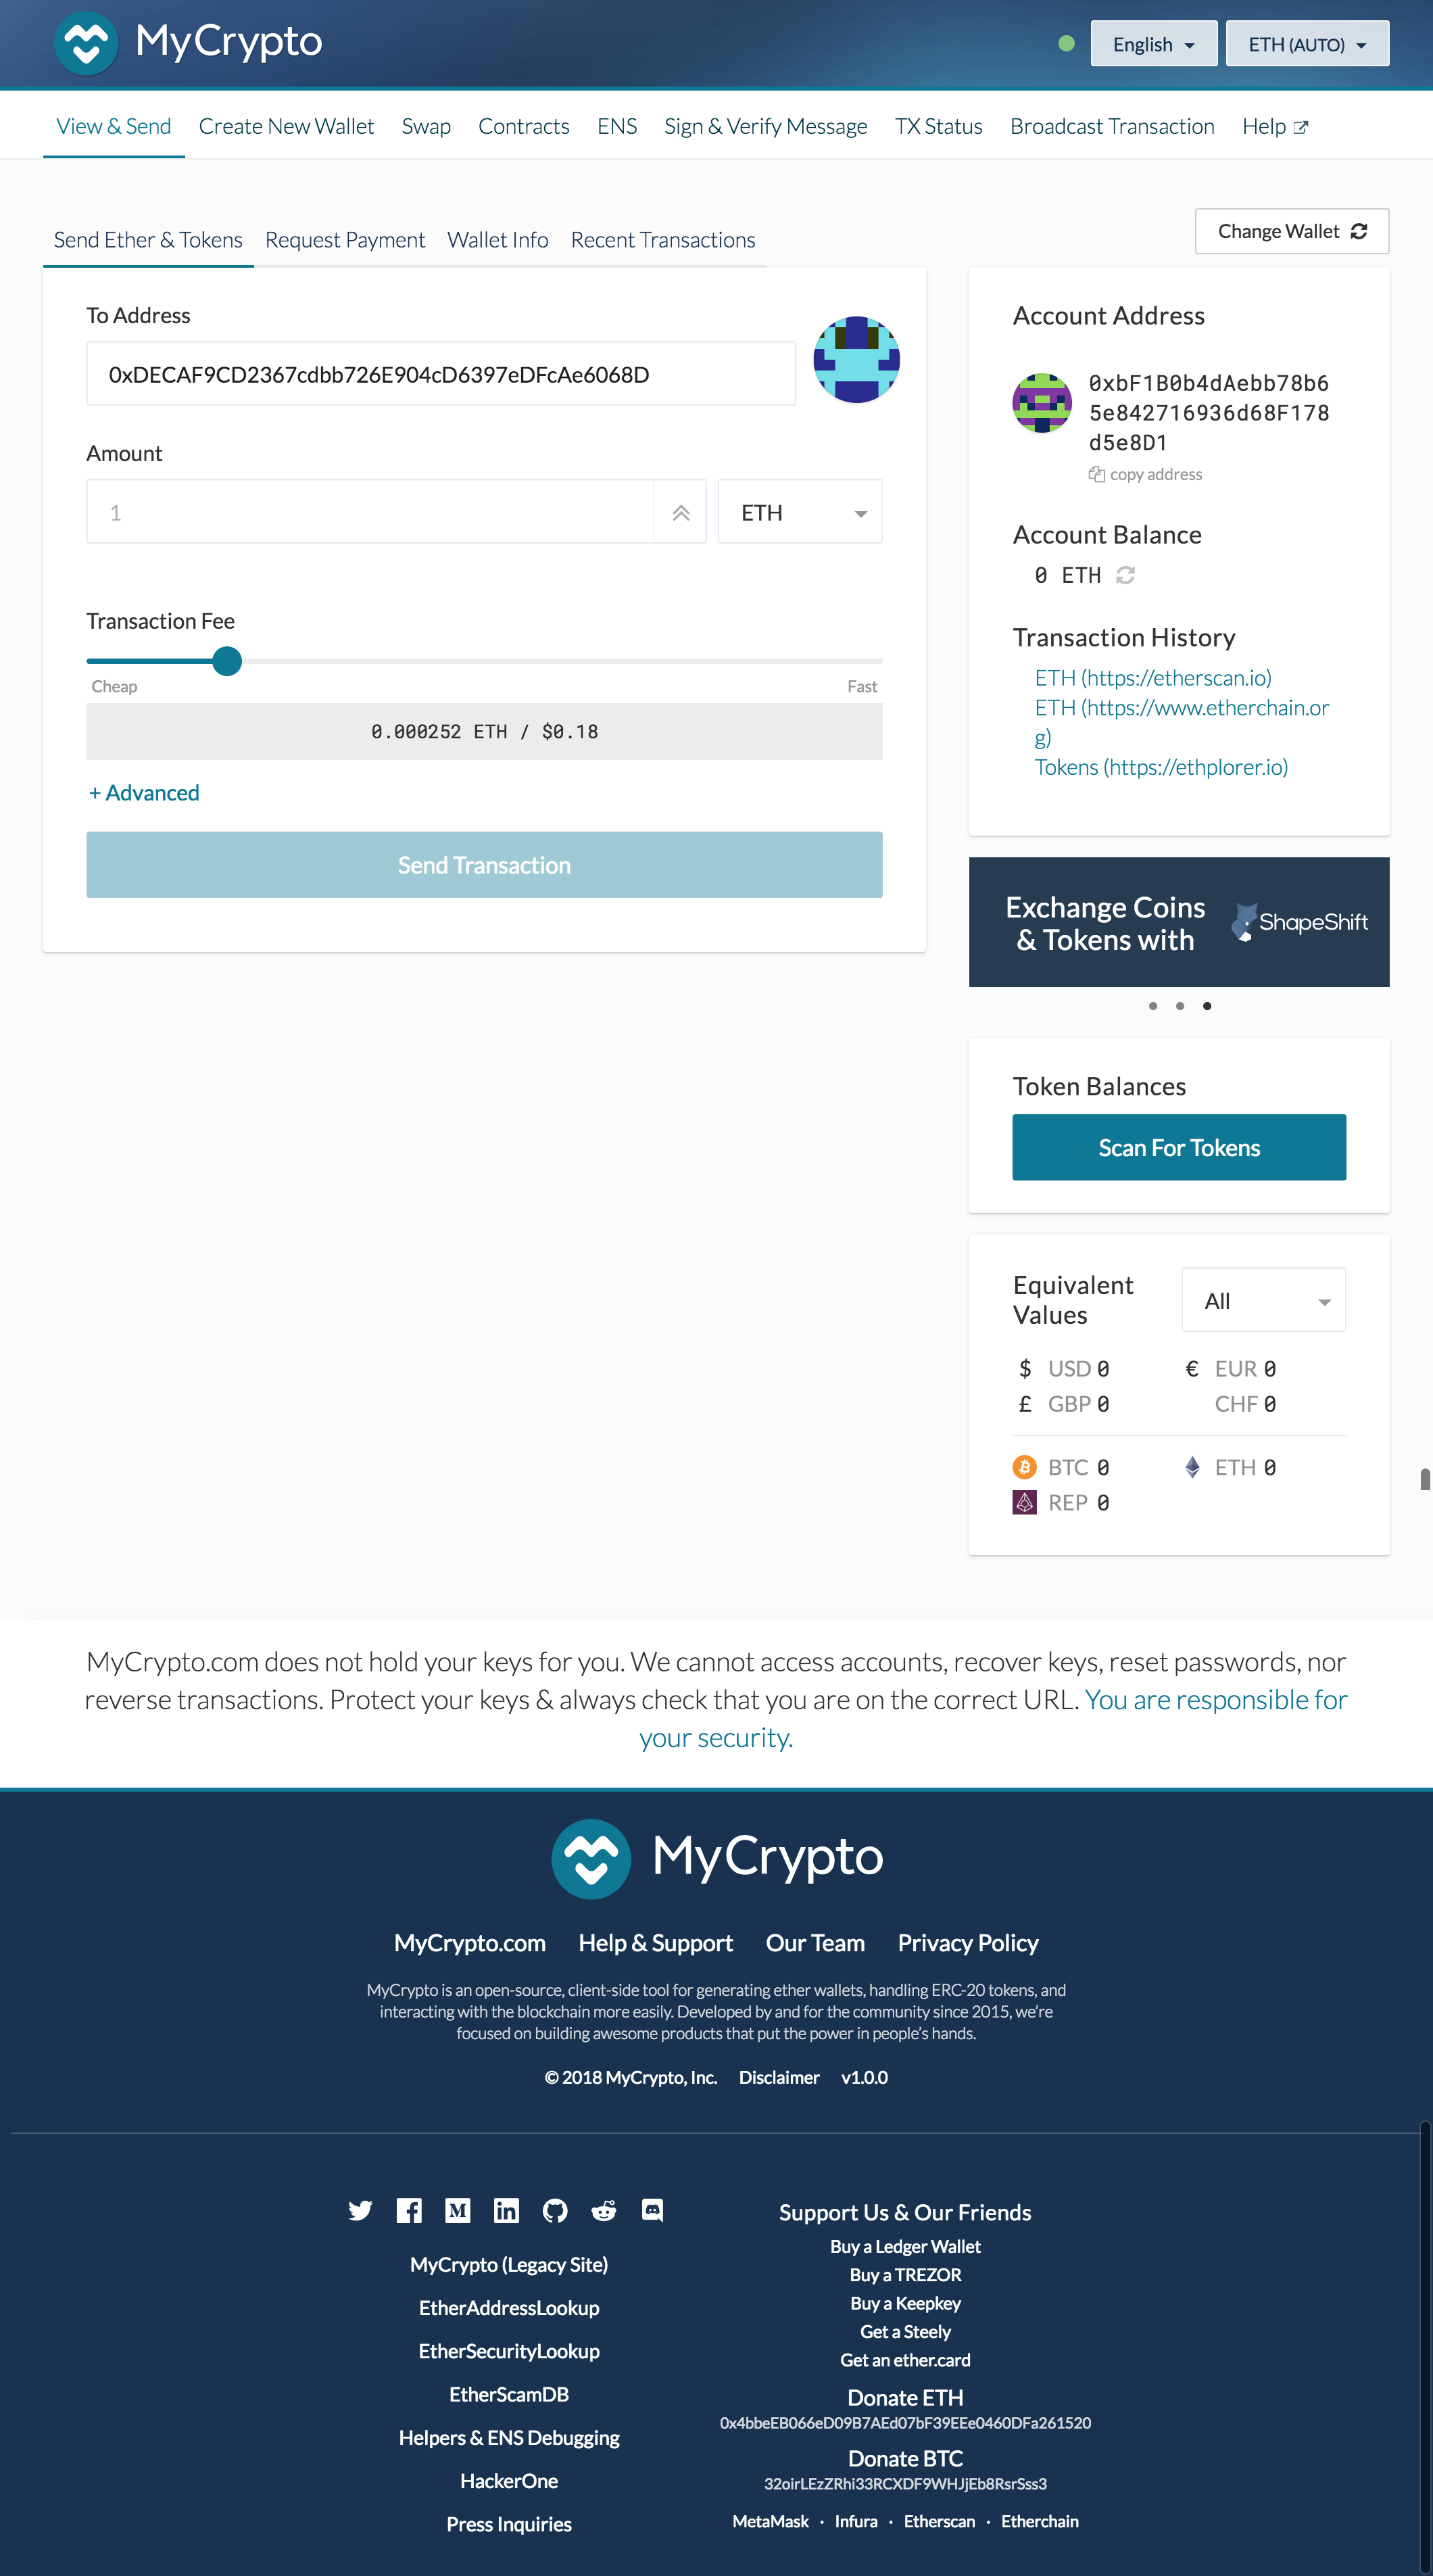 MyCrypto
English
ETH (AUTO)
View & Send
Create New Wallet
Swap
Contracts
ENS
Sign & Verify Message
TX Status
Broadcast Transaction
Help
Send Ether & Tokens
Request Payment
Wallet Info
Recent Transactions
Change Wallet
To Address
0xDECAF9CD2367cdbb726E904cD6397eDFcAe6068D
Amount
1
ETH
Transaction Fee
Cheap
Fast
0.000252 ETH / $0.18
+ Advanced
Send Transaction
Account Address
0xbF1B0b4dAebb78b6
5e842716936d68F178
d5e8D1
copy address
Account Balance
0 ETH
Transaction History
ETH (https://etherscan.io)
ETH (https://www.etherchain.or
g)
Tokens (https://ethplorer.io)
Exchange Coins
& Tokens with
ShapeShift
Token Balances
Scan For Tokens
Equivalent
Values
All
$ USD 0
€ EUR 0
£ GBP 0
CHF 0
BTC 0
ETH 0
REP 0
MyCrypto.com does not hold your keys for you. We cannot access accounts, recover keys, reset passwords, nor
reverse transactions. Protect your keys & always check that you are on the correct URL. You are responsible for
your security.
MyCrypto
MyCrypto.com
Help & Support
Our Team
Privacy Policy
MyCrypto is an open-source, client-side tool for generating ether wallets, handling ERC-20 tokens, and
interacting with the blockchain more easily. Developed by and for the community since 2015, we're
focused on building awesome products that put the power in people's hands.
© 2018 MyCrypto, Inc.
Disclaimer
v1.0.0
MyCrypto (Legacy Site)
EtherAddressLookup
EtherSecurityLookup
EtherScamDB
Helpers & ENS Debugging
HackerOne
Press Inquiries
Support Us & Our Friends
Buy a Ledger Wallet
Buy a TREZOR
Buy a Keepkey
Get a Steely
Get an ether.card
Donate ETH
0x4bbeEB066eD09B7AEd07bF39EEe0460DFa261520
Donate BTC
32oirLEzZRhi33RCXDF9WHJjEb8RsrSss3
MetaMask · Infura · Etherscan · Etherchain